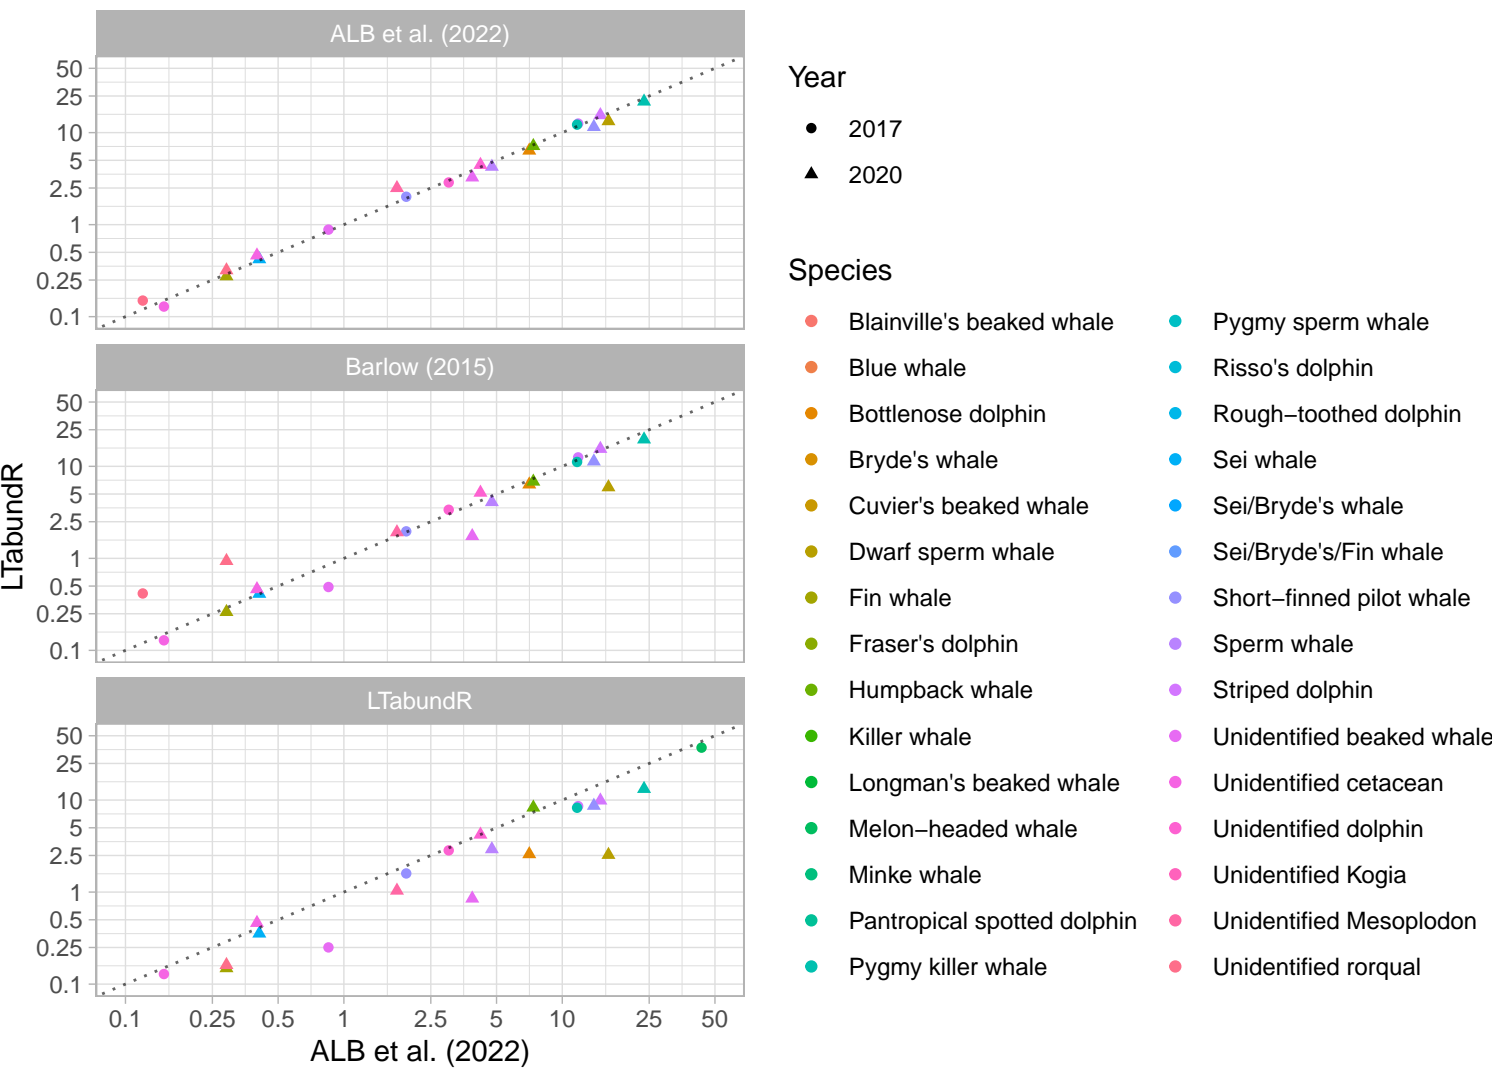 ALB et al. (2022)
50
25
10
5
2.5
1
0.5
0.25
0.1
Barlow (2015)
50
25
10
5
2.5
1
0.5
0.25
0.1
LTabundR
LTabundR
50
25
10
5
2.5
1
0.5
0.25
0.1
0.1 0.25 0.5 1 2.5 5 10 25 50
ALB et al. (2022)
Year
2017
2020
Species
Blainville's beaked whale
Blue whale
Bottlenose dolphin
Bryde's whale
Cuvier's beaked whale
Dwarf sperm whale
Fin whale
Fraser's dolphin
Humpback whale
Killer whale
Longman's beaked whale
Melon−headed whale
Minke whale
Pantropical spotted dolphin
Pygmy killer whale
Pygmy sperm whale
Risso's dolphin
Rough−toothed dolphin
Sei whale
Sei/Bryde's whale
Sei/Bryde's/Fin whale
Short−finned pilot whale
Sperm whale
Striped dolphin
Unidentified beaked whale
Unidentified cetacean
Unidentified dolphin
Unidentified Kogia
Unidentified Mesoplodon
Unidentified rorqual